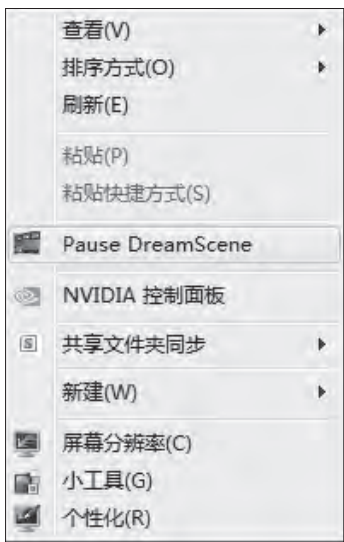 查看(V)
排序方式(O)
刷新(E)
粘贴(P)
粘贴快捷方式(S)
Pause DreamScene
NVIDIA 控制面板
S 共享文件夹同步
新建(W)
屏幕分辨率(C)
小工具(G)
个性化(R)